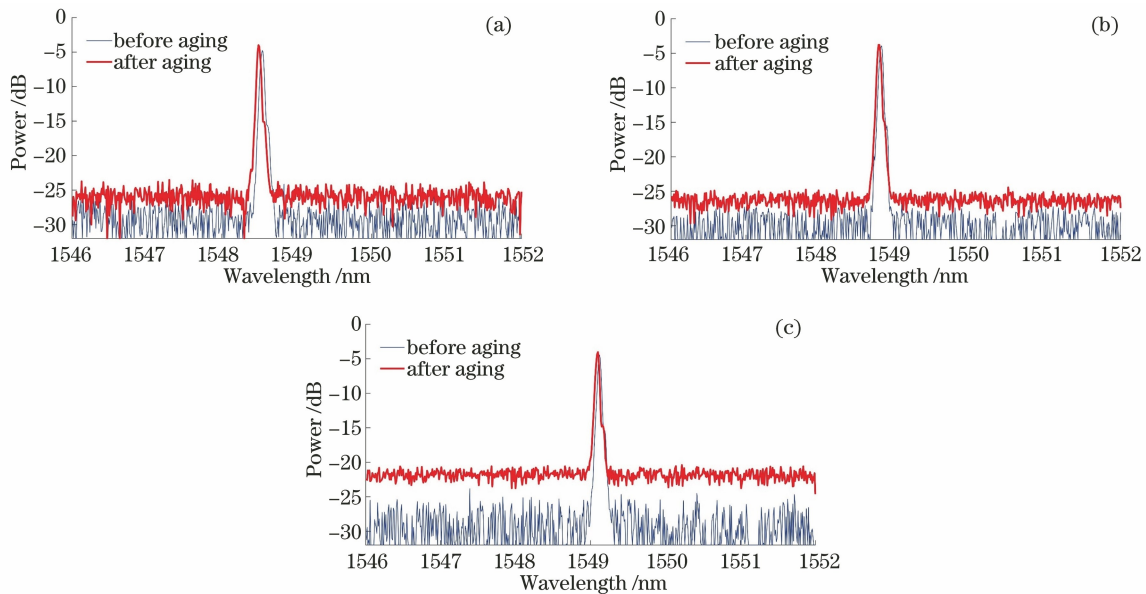 (a)
0
before aging
−5
after aging
−10
−15
−20
−25
−30
Power /dB
1546 1547 1548 1549 1550 1551 1552
Wavelength /nm
(b)
0
before aging
−5
after aging
−10
−15
−20
−25
−30
Power /dB
1546 1547 1548 1549 1550 1551 1552
Wavelength /nm
(c)
0
before aging
−5
after aging
−10
−15
−20
−25
−30
Power /dB
1546 1547 1548 1549 1550 1551 1552
Wavelength /nm